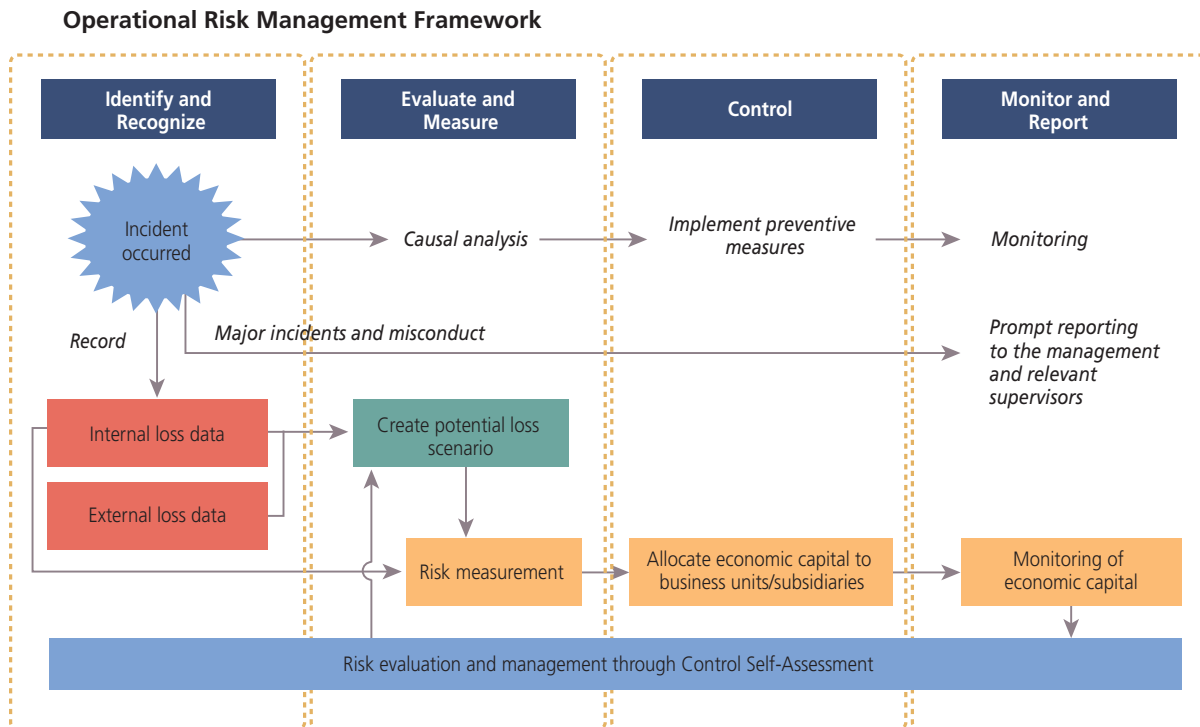 Operational Risk Management Framework
Identify and
Recognize
Evaluate and
Measure
Control
Monitor and
Report
Incident
occurred
Causal analysis
Implement preventive
measures
Monitoring
Record
Major incidents and misconduct
Prompt reporting
to the management
and relevant
supervisors
Internal loss data
Create potential loss
scenario
External loss data
Risk measurement
Allocate economic capital to
business units/subsidiaries
Monitoring of
economic capital
Risk evaluation and management through Control Self-Assessment